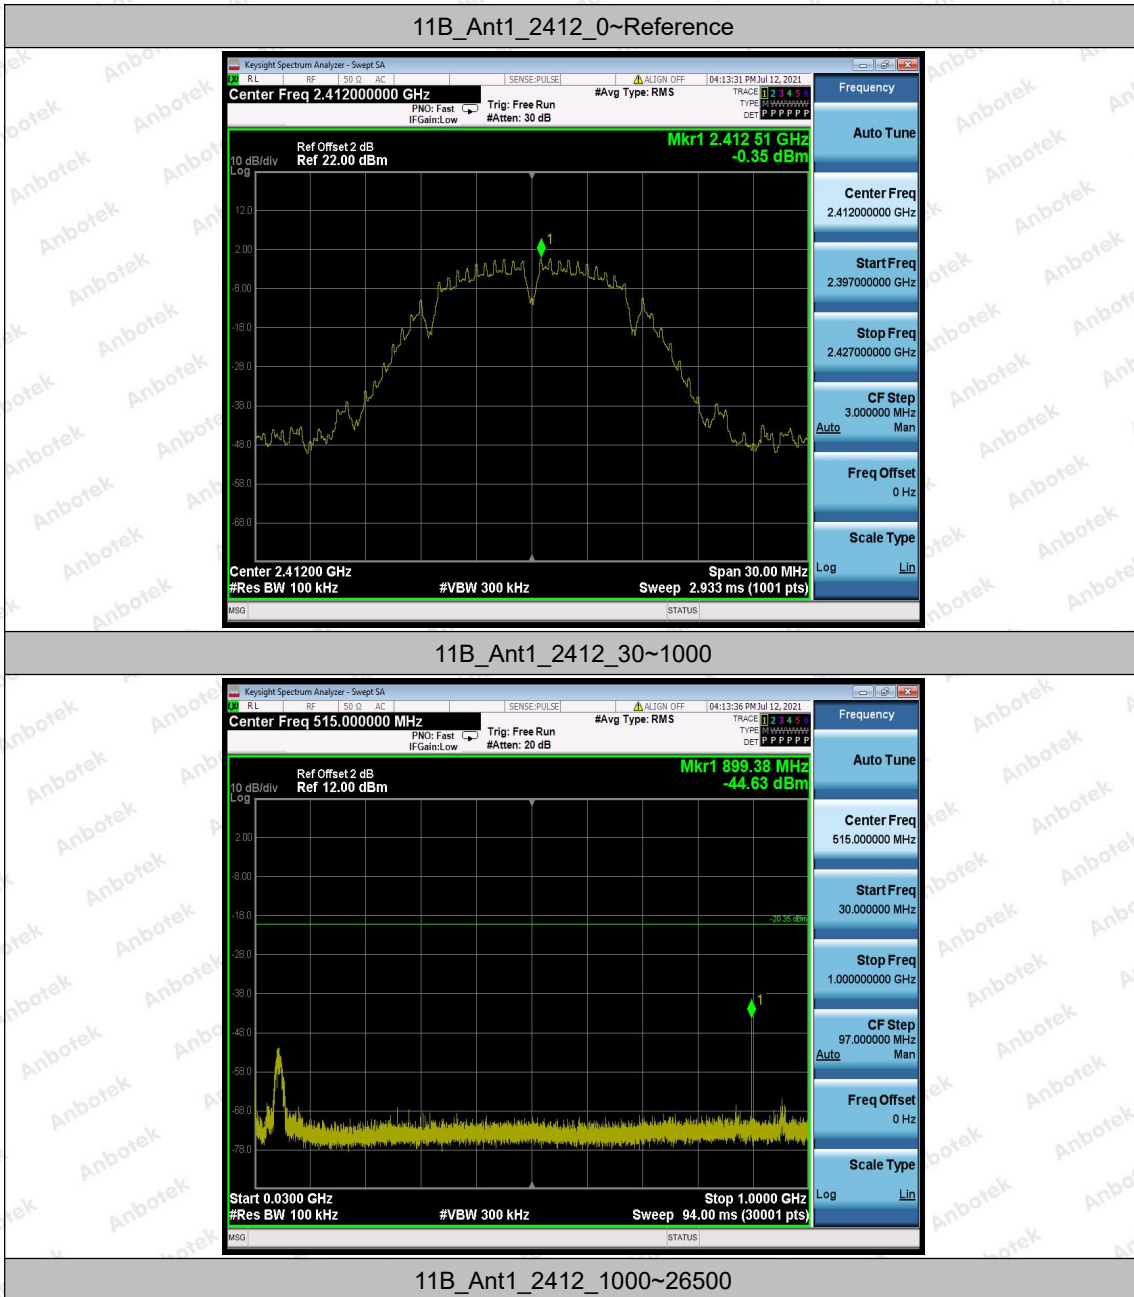 11B_Ant1_2412_0~Reference
Keysight Spectrum Analyzer - Swept SA
RL RF 50 Ω AC SENSE:PULSE ALIGN OFF 04:13:31 PM Jul 12, 2021
Center Freq 2.412000000 GHz
PNO: Fast
IFGain:Low
Trig: Free Run
#Atten: 30 dB
#Avg Type: RMS
TRACE 1 2 3 4 5 6
TYPE M WWWWW
DET P P P P P P
Frequency
Mkr1 2.412 51 GHz
-0.35 dBm
Ref Offset 2 dB
10 dB/div Ref 22.00 dBm
Log
1
12.0
2.00
-8.00
-18.0
-28.0
-38.0
-48.0
-58.0
-68.0
Center 2.41200 GHz
Span 30.00 MHz
#Res BW 100 kHz
#VBW 300 kHz
Sweep 2.933 ms (1001 pts)
MSG
STATUS
Auto Tune
Center Freq
2.412000000 GHz
Start Freq
2.397000000 GHz
Stop Freq
2.427000000 GHz
CF Step
3.000000 MHz
Auto Man
Freq Offset
0 Hz
Scale Type
Log Lin
11B_Ant1_2412_30~1000
Keysight Spectrum Analyzer - Swept SA
RL RF 50 Ω AC SENSE:PULSE ALIGN OFF 04:13:36 PM Jul 12, 2021
Center Freq 515.000000 MHz
PNO: Fast
IFGain:Low
Trig: Free Run
#Atten: 20 dB
#Avg Type: RMS
TRACE 1 2 3 4 5 6
TYPE M WWWWW
DET P P P P P P
Frequency
Mkr1 899.38 MHz
-44.63 dBm
Ref Offset 2 dB
10 dB/div Ref 12.00 dBm
Log
2.00
-8.00
-18.0
-20.35 dBm
-28.0
-38.0
1
-48.0
-58.0
-68.0
-78.0
Start 0.0300 GHz
Stop 1.0000 GHz
#Res BW 100 kHz
#VBW 300 kHz
Sweep 94.00 ms (30001 pts)
MSG
STATUS
Auto Tune
Center Freq
515.000000 MHz
Start Freq
30.000000 MHz
Stop Freq
1.000000000 GHz
CF Step
97.000000 MHz
Auto Man
Freq Offset
0 Hz
Scale Type
Log Lin
11B_Ant1_2412_1000~26500